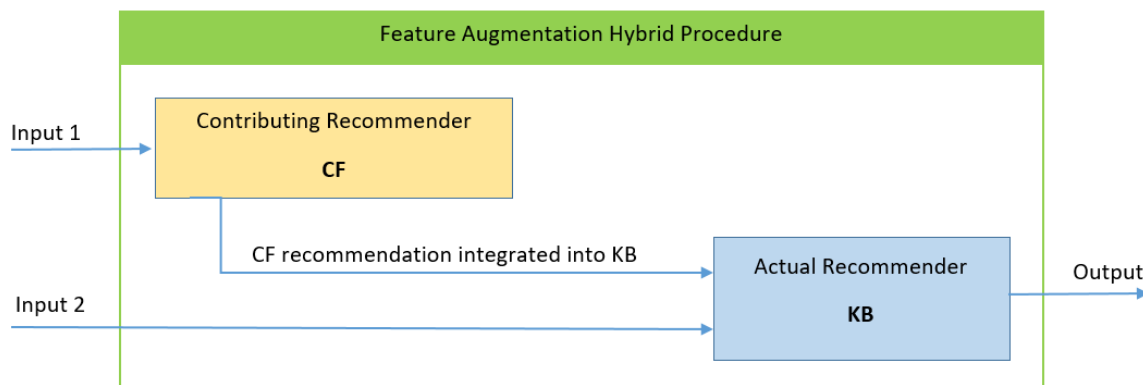 Feature Augmentation Hybrid Procedure
Input 1
Contributing Recommender
CF
CF recommendation integrated into KB
Actual Recommender
KB
Input 2
Output